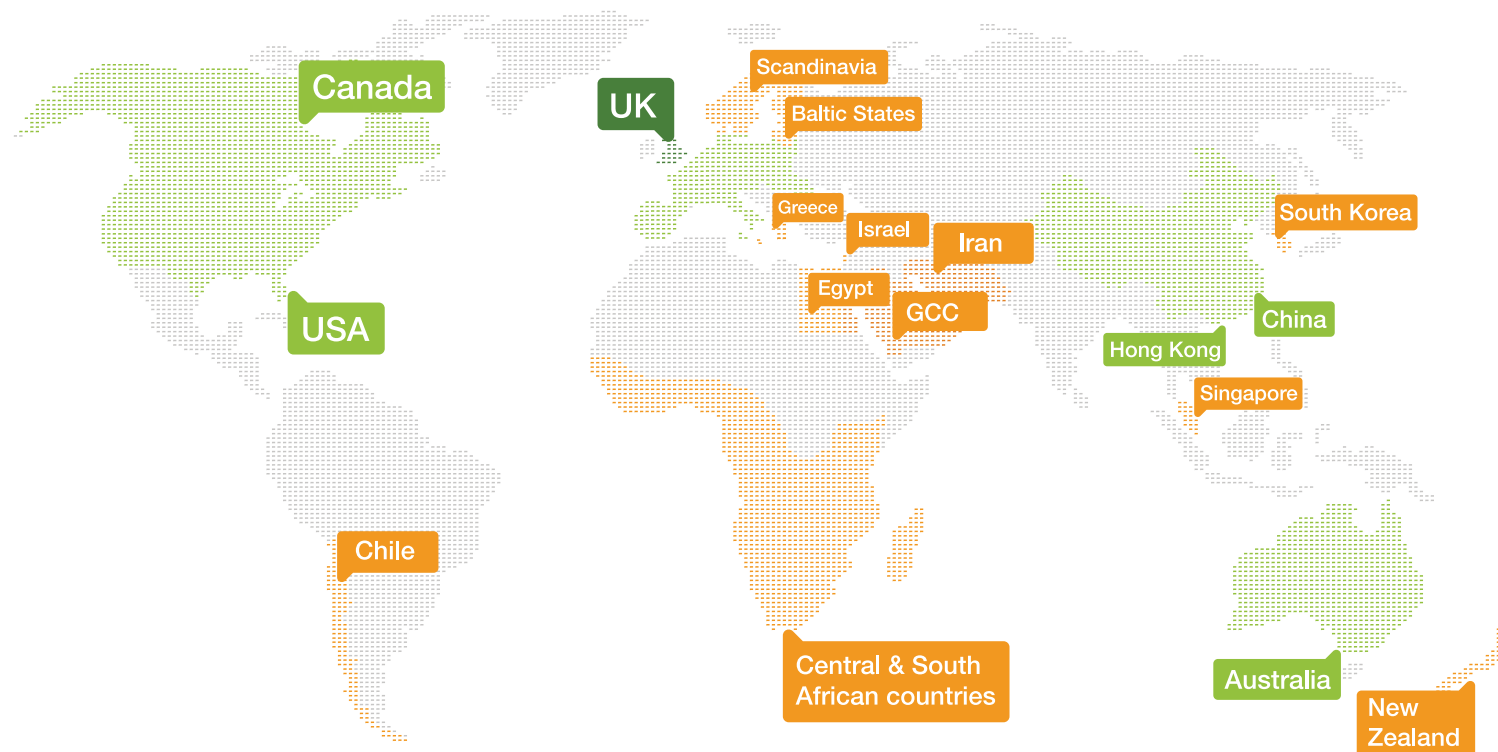 Scandinavia
Canada
UK
Baltic States
Greece
South Korea
Israel
Iran
Egypt
GCC
China
USA
Hong Kong
Singapore
Chile
Central & South
African countries
Australia
New
Zealand